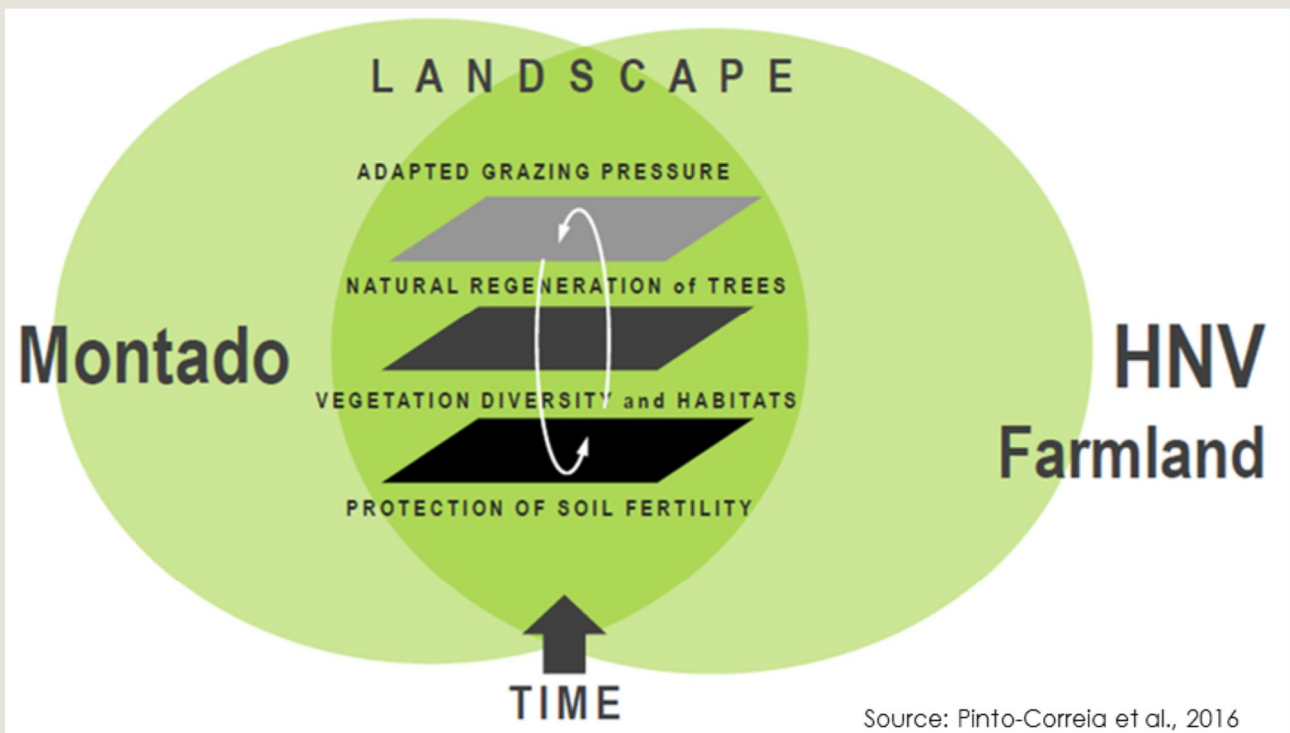 LANDSCAPE
ADAPTED GRAZING PRESSURE
NATURAL REGENERATION of TREES
Montado
HNV
Farmland
VEGETATION DIVERSITY and HABITATS
PROTECTION OF SOIL FERTILITY
TIME
Source: Pinto-Correia et al., 2016